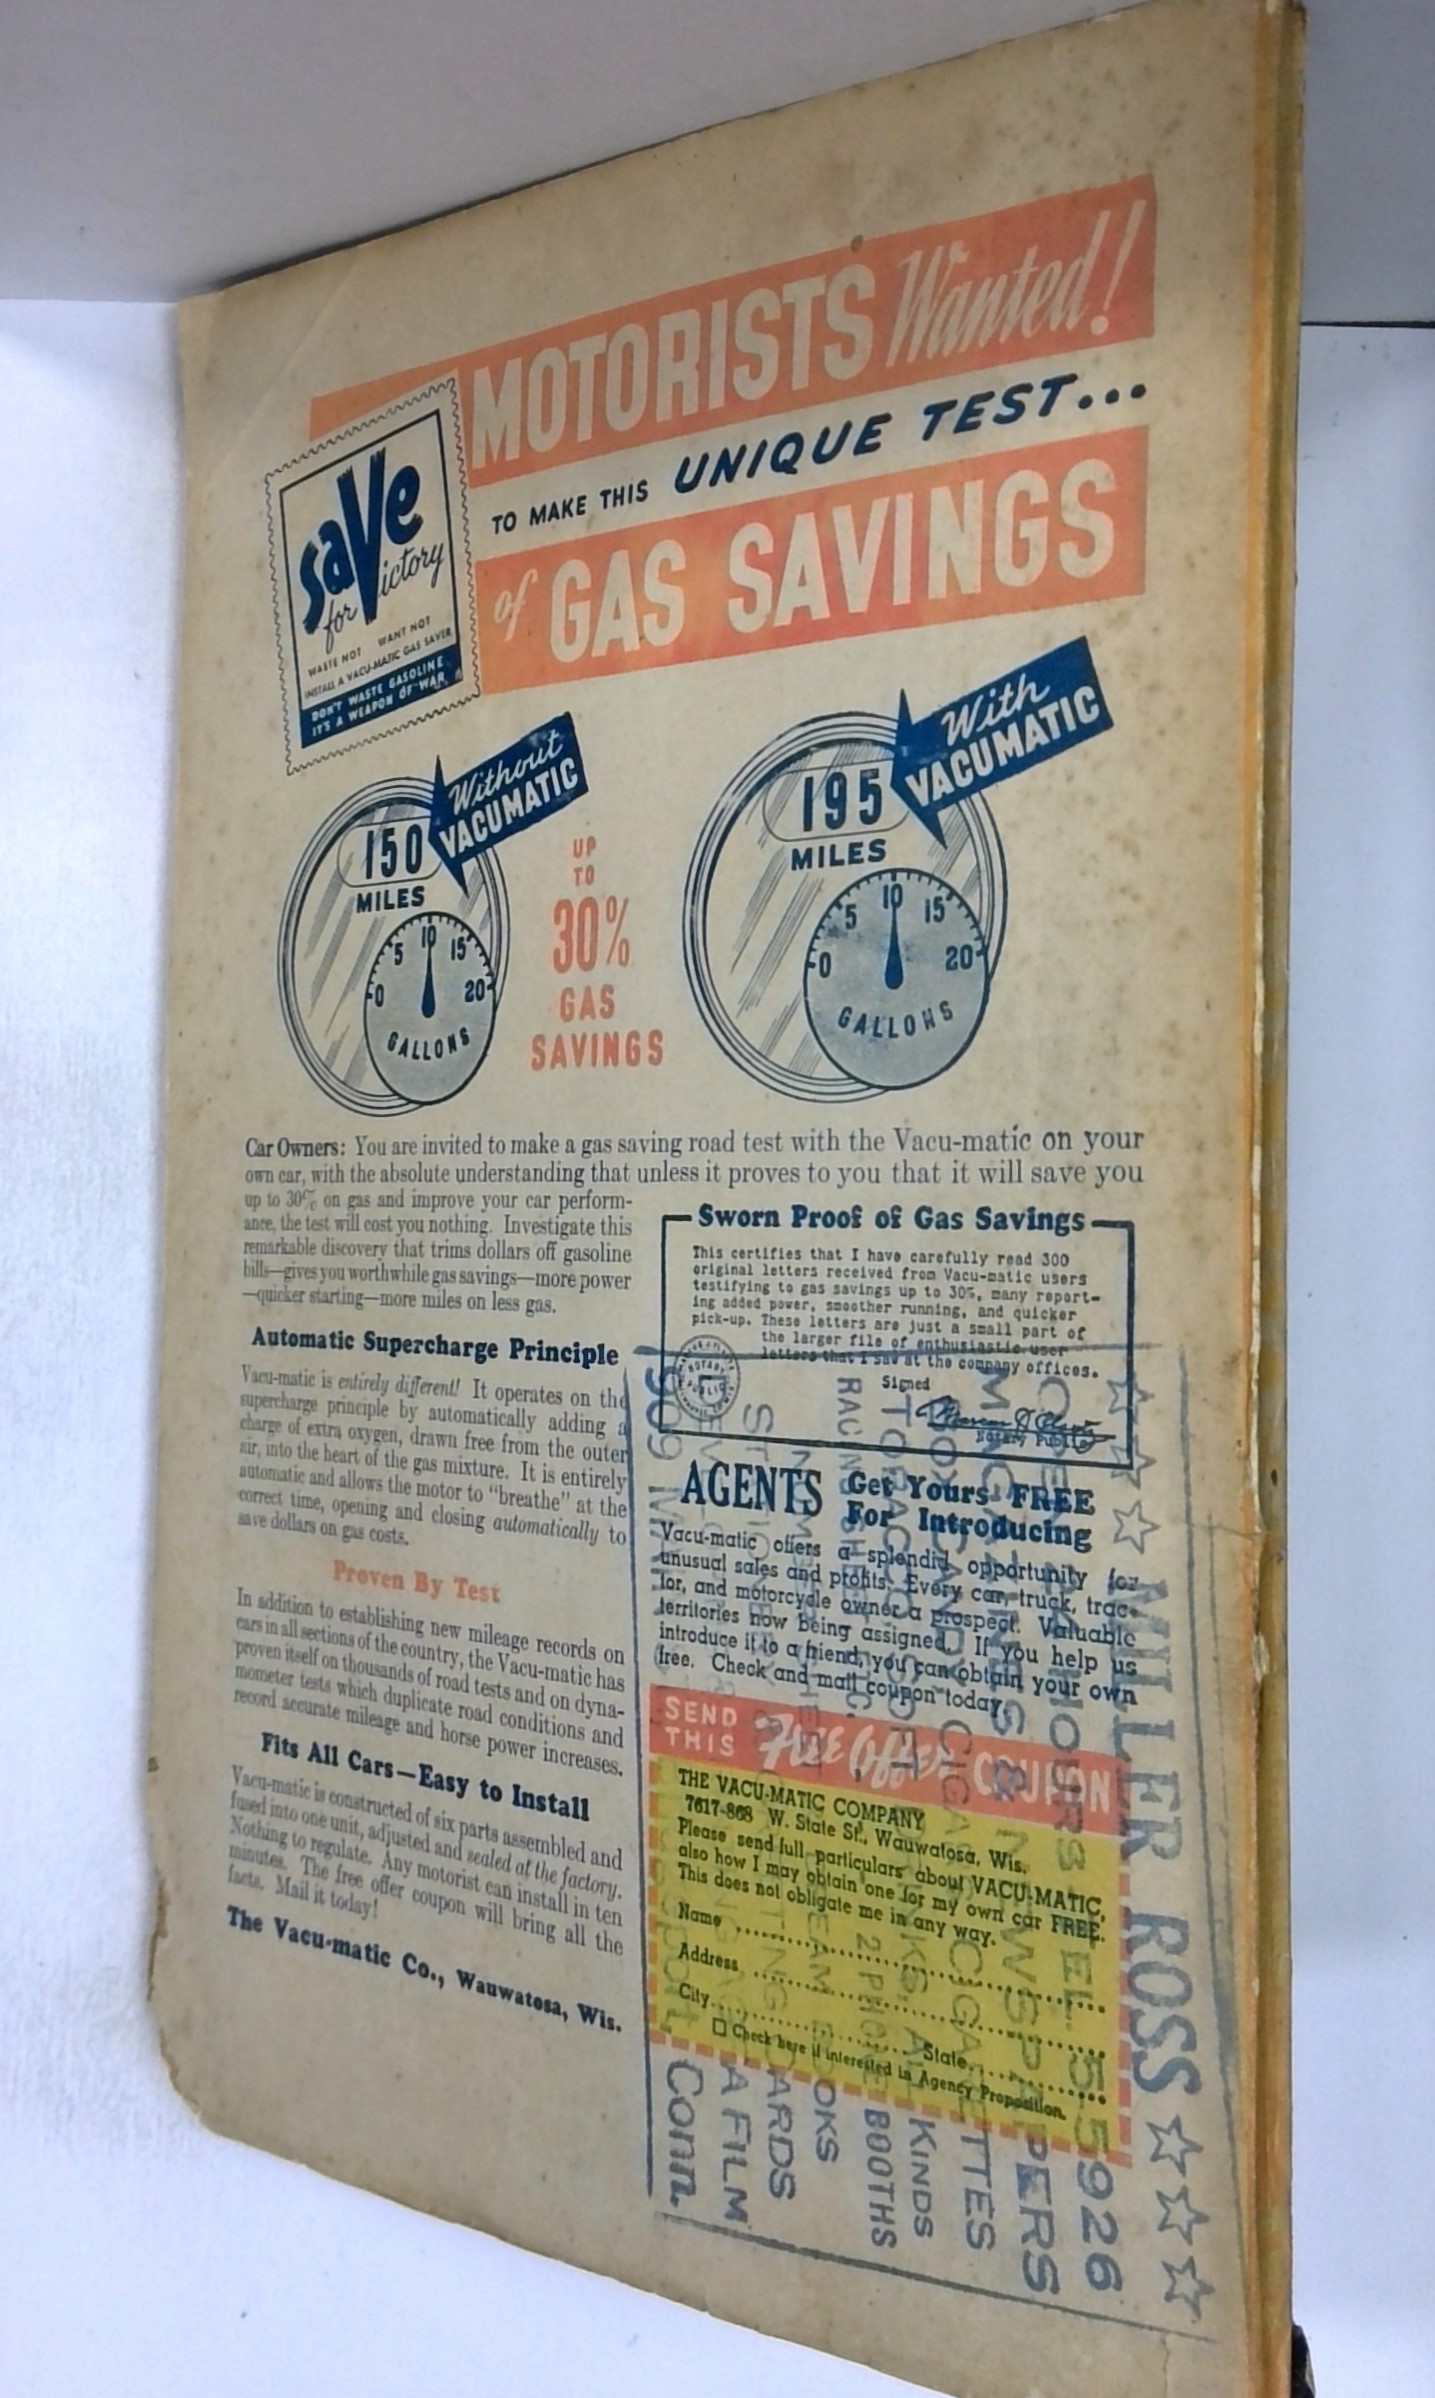 MOTORISTS Wanted!
TO MAKE THIS UNIQUE TEST...
of GAS SAVINGS
saVe
for Victory
WASTE NOT WANT NOT
INSTALL A VACU-MATIC GAS SAVER
DON'T WASTE GASOLINE
IT'S A WEAPON OF WAR
Without
VACUMATIC
150
MILES
0 5 10 15 20
GALLONS
UP
TO
30%
GAS
SAVINGS
With
VACUMATIC
195
MILES
0 5 10 15 20
GALLONS
Car Owners: You are invited to make a gas saving road test with the Vacu-matic on your
own car, with the absolute understanding that unless it proves to you that it will save you
up to 30% on gas and improve your car perform-
ance, the test will cost you nothing. Investigate this
remarkable discovery that trims dollars off gasoline
bills—gives you worthwhile gas savings—more power
—quicker starting—more miles on less gas.
Automatic Supercharge Principle
Vacu-matic is entirely different! It operates on the
supercharge principle by automatically adding a
charge of extra oxygen, drawn free from the outer
air, into the heart of the gas mixture. It is entirely
automatic and allows the motor to "breathe" at the
correct time, opening and closing automatically to
save dollars on gas costs.
Proven By Test
In addition to establishing new mileage records on
cars in all sections of the country, the Vacu-matic has
proven itself on thousands of road tests and on dyna-
mometer tests which duplicate road conditions and
record accurate mileage and horse power increases.
Fits All Cars—Easy to Install
Vacu-matic is constructed of six parts assembled and
fused into one unit, adjusted and sealed at the factory.
Nothing to regulate. Any motorist can install in ten
minutes. The free offer coupon will bring all the
facts. Mail it today!
The Vacu-matic Co., Wauwatosa, Wis.
Sworn Proof of Gas Savings
This certifies that I have carefully read 300
original letters received from Vacu-matic users
testifying to gas savings up to 30%, many report-
ing added power, smoother running, and quicker
pick-up. These letters are just a small part of
the larger file of enthusiastic user
letters that I saw at the company offices.
Signed
Notary Public
AGENTS Get Yours FREE
For Introducing
Vacu-matic offers a splendid opportunity for
unusual sales and profits. Every car, truck, trac-
tor, and motorcycle owner a prospect. Valuable
territories now being assigned. If you help us
introduce it to a friend, you can obtain your own
free. Check and mail coupon today.
SEND
THIS Free Offer COUPON
THE VACU-MATIC COMPANY
7617-868 W. State St., Wauwatosa, Wis.
Please send full particulars about VACU-MATIC,
also how I may obtain one for my own car FREE.
This does not obligate me in any way.
Name
Address
City State
Check here if interested in Agency Proposition.
MILLER ROSS
HOURS TEL. 5-5926
NEWSPAPERS
KINDS
BOOTHS
CARDS
FILM
Conn.